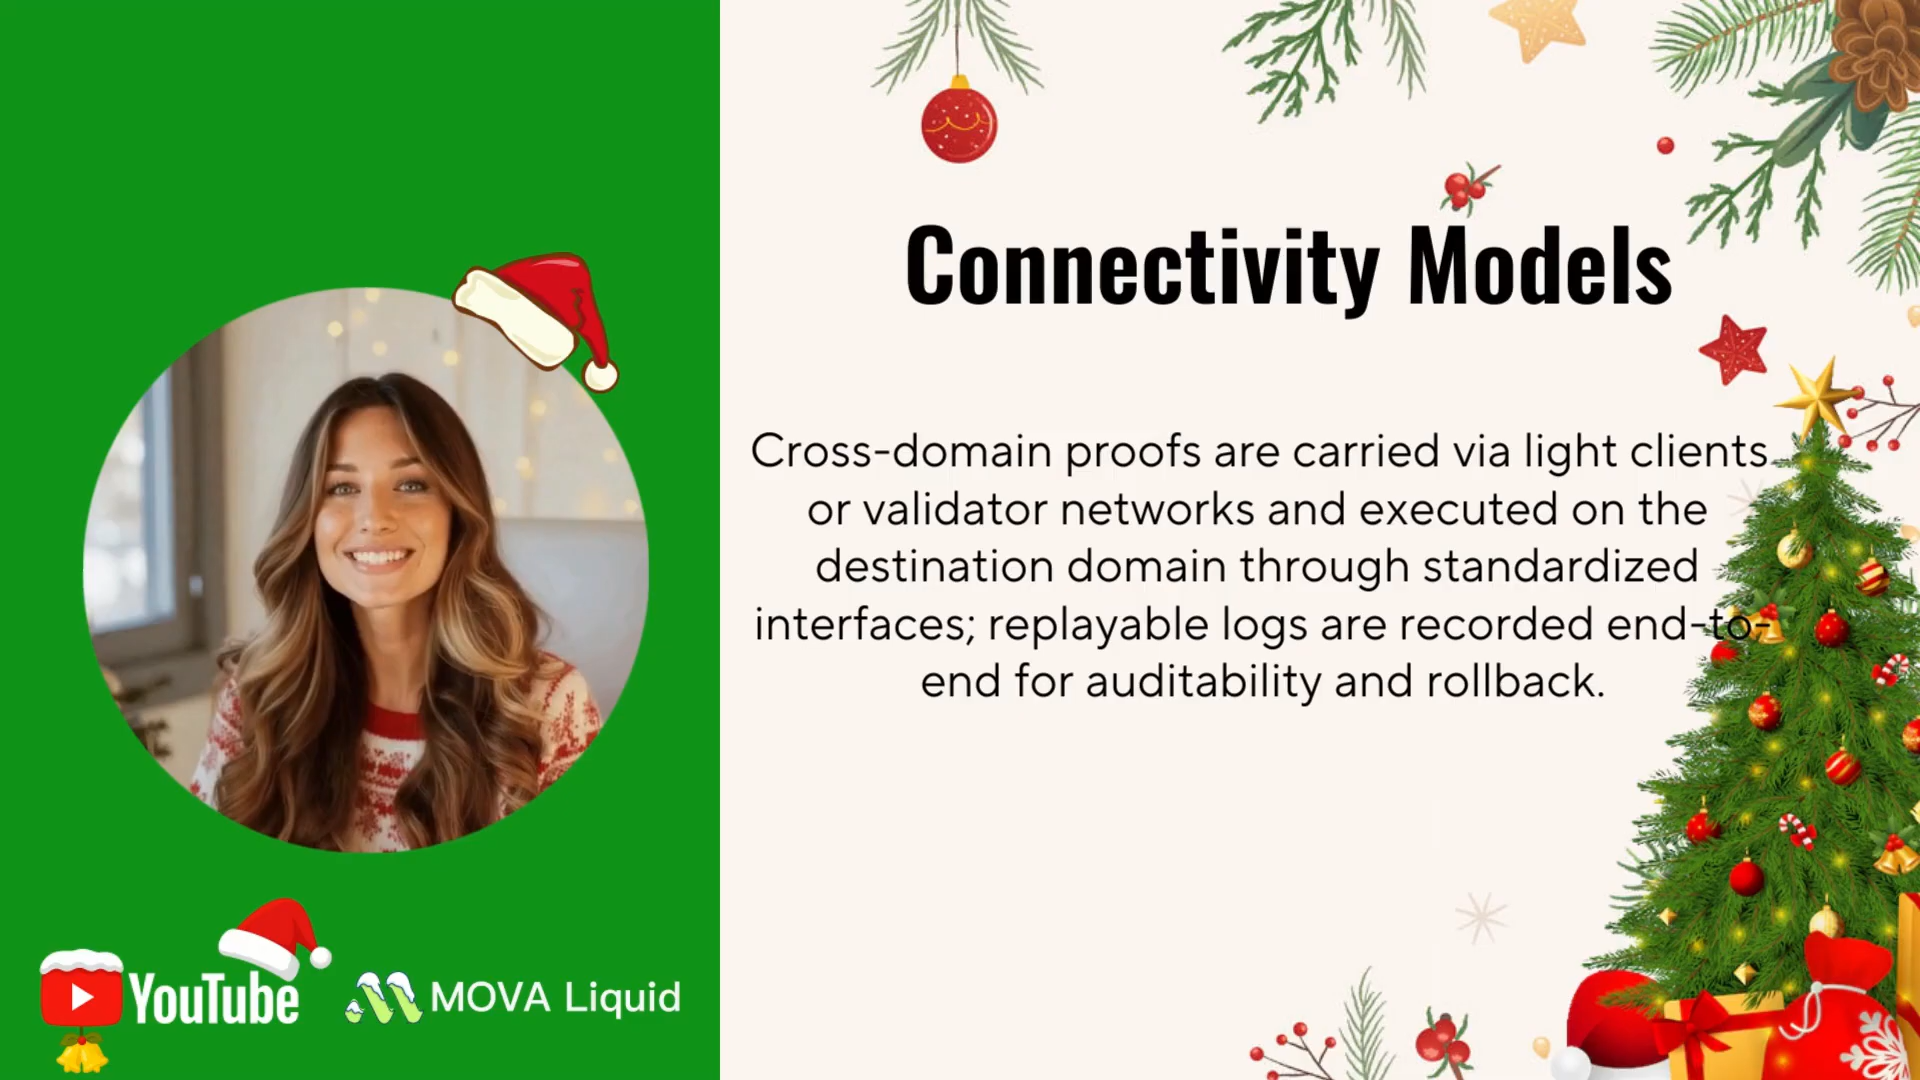 Connectivity Models
Cross-domain proofs are carried via light clients
or validator networks and executed on the
destination domain through standardized
interfaces; replayable logs are recorded end-to-
end for auditability and rollback.
YouTube
MOVA Liquid